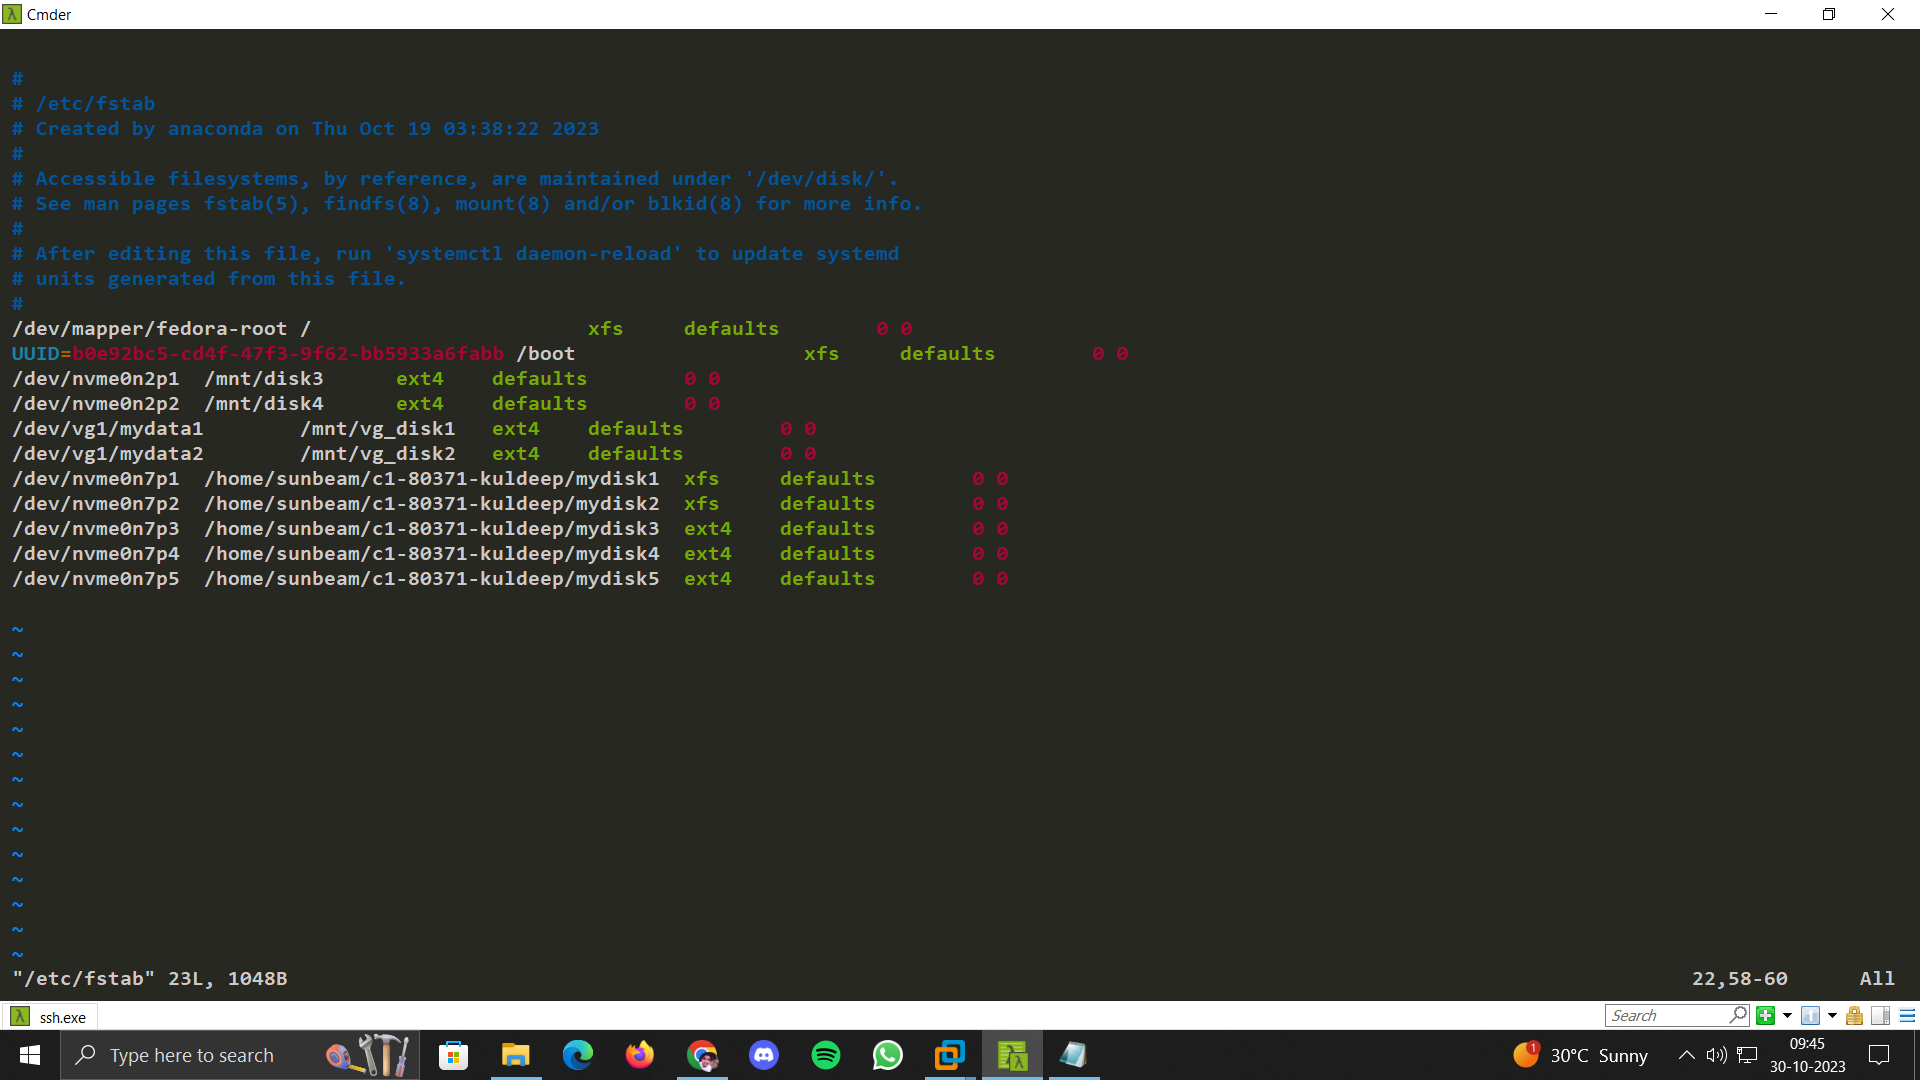 Cmder
#
# /etc/fstab
# Created by anaconda on Thu Oct 19 03:38:22 2023
#
# Accessible filesystems, by reference, are maintained under '/dev/disk/'.
# See man pages fstab(5), findfs(8), mount(8) and/or blkid(8) for more info.
#
# After editing this file, run 'systemctl daemon-reload' to update systemd
# units generated from this file.
#
/dev/mapper/fedora-root / xfs defaults 0 0
UUID=b0e92bc5-cd4f-47f3-9f62-bb5933a6fabb /boot xfs defaults 0 0
/dev/nvme0n2p1 /mnt/disk3 ext4 defaults 0 0
/dev/nvme0n2p2 /mnt/disk4 ext4 defaults 0 0
/dev/vg1/mydata1 /mnt/vg_disk1 ext4 defaults 0 0
/dev/vg1/mydata2 /mnt/vg_disk2 ext4 defaults 0 0
/dev/nvme0n7p1 /home/sunbeam/c1-80371-kuldeep/mydisk1 xfs defaults 0 0
/dev/nvme0n7p2 /home/sunbeam/c1-80371-kuldeep/mydisk2 xfs defaults 0 0
/dev/nvme0n7p3 /home/sunbeam/c1-80371-kuldeep/mydisk3 ext4 defaults 0 0
/dev/nvme0n7p4 /home/sunbeam/c1-80371-kuldeep/mydisk4 ext4 defaults 0 0
/dev/nvme0n7p5 /home/sunbeam/c1-80371-kuldeep/mydisk5 ext4 defaults 0 0
~
~
~
~
~
~
~
~
~
~
~
~
~
~
"/etc/fstab" 23L, 1048B 22,58-60 All
ssh.exe Search
Type here to search 1 30°C Sunny 09:45
30-10-2023